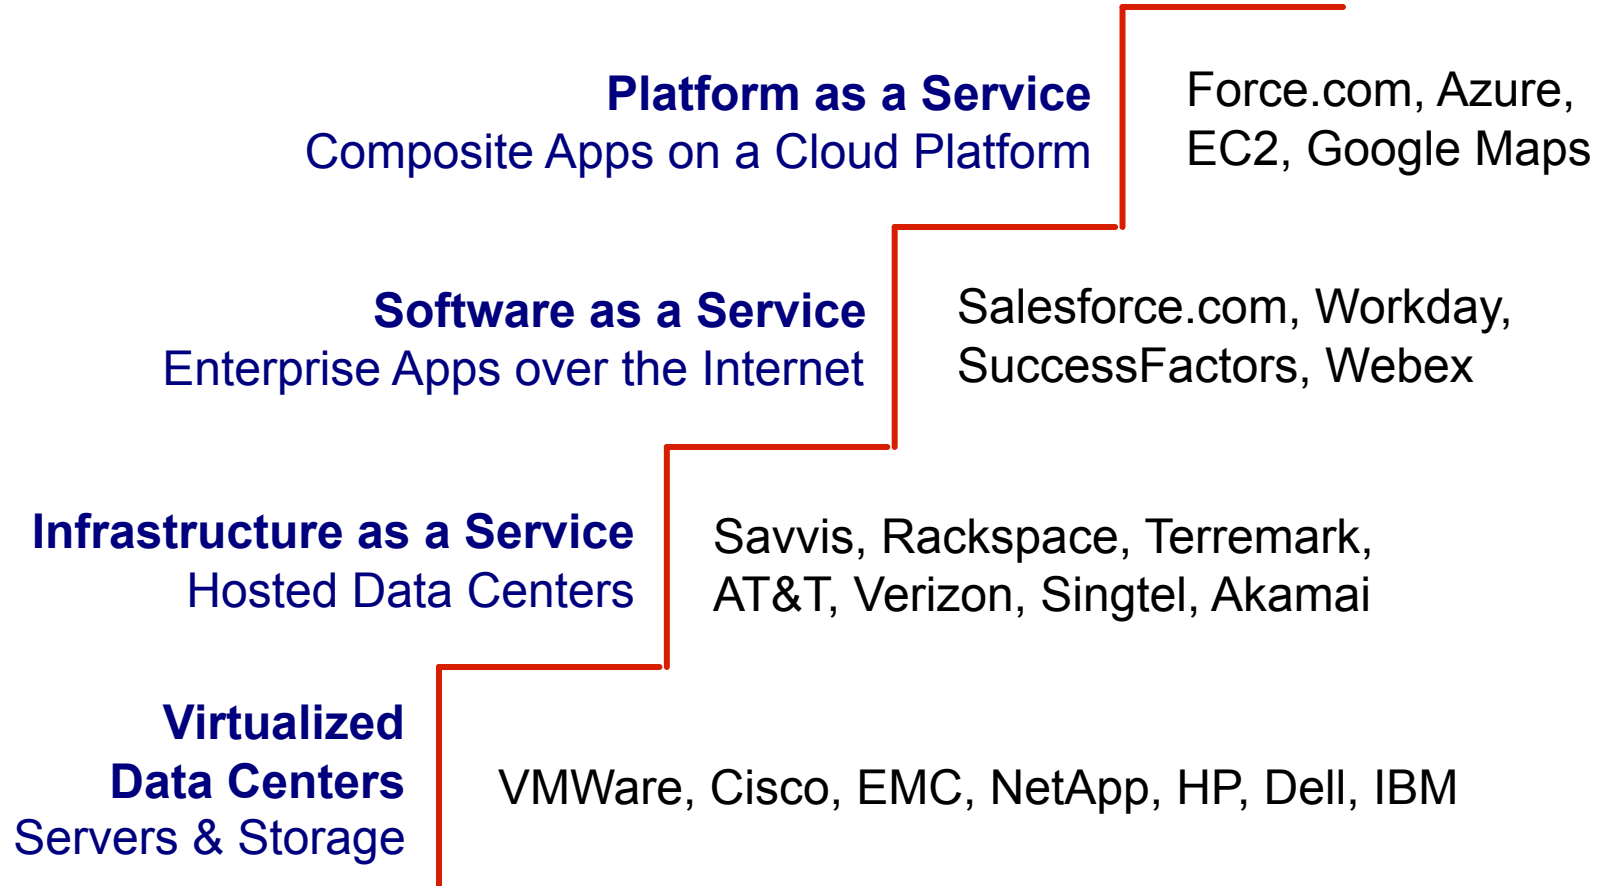 Platform as a Service
Composite Apps on a Cloud Platform
Force.com, Azure,
EC2, Google Maps
Software as a Service
Enterprise Apps over the Internet
Salesforce.com, Workday,
SuccessFactors, Webex
Infrastructure as a Service
Hosted Data Centers
Savvis, Rackspace, Terremark,
AT&T, Verizon, Singtel, Akamai
Virtualized
Data Centers
Servers & Storage
VMWare, Cisco, EMC, NetApp, HP, Dell, IBM